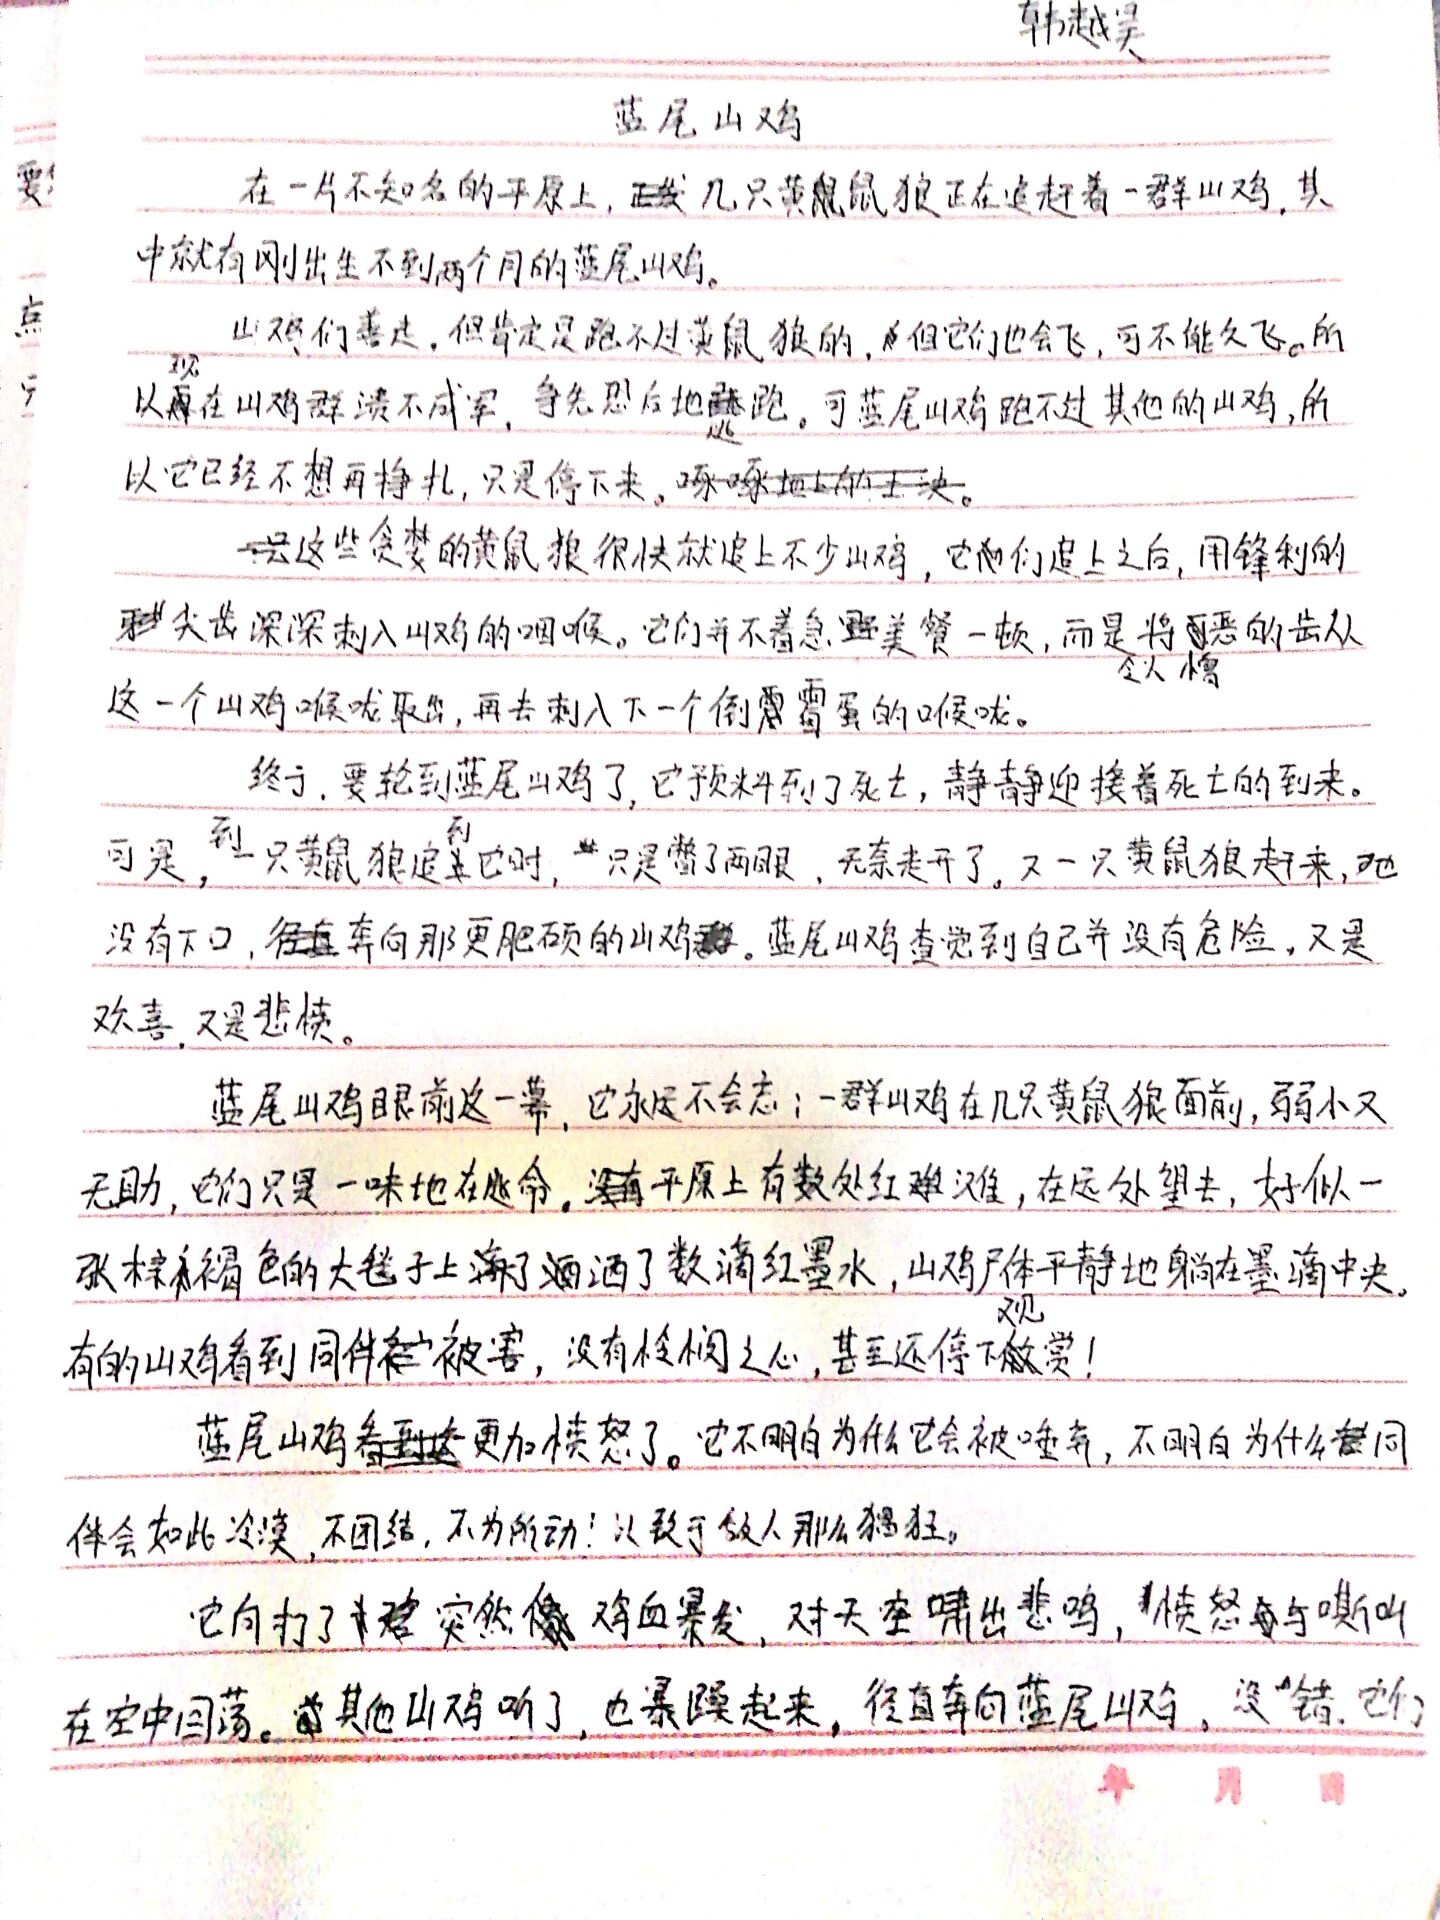 韩越昊
蓝尾山鸡
在一片不知名的平原上，几只黄鼠狼正在追赶着一群山鸡，其
中就有刚出生不到两个月的蓝尾山鸡。
山鸡们善走，但肯定是跑不过黄鼠狼的，但它们也会飞，可不能久飞。所
以现在山鸡群溃不成军，争先恐后地逃跑。可蓝尾山鸡跑不过其他的山鸡，所
以它已经不想再挣扎，只是停下来。
这些贪婪的黄鼠狼很快就追上不少山鸡，它们追上之后，用锋利的
尖齿深深刺入山鸡的咽喉。它们并不着急美餐一顿，而是将令人憎恶的齿从
这一个山鸡喉咙取出，再去刺入下一个倒霉蛋的喉咙。
终于，要轮到蓝尾山鸡了，它预料到了死亡，静静迎接着死亡的到来。
可是，到一只黄鼠狼追到它时，只是瞥了两眼，无奈走开了。又一只黄鼠狼赶来，也
没有下口，奔向那更肥硕的山鸡。蓝尾山鸡查觉到自己并没有危险，又是
欢喜，又是悲愤。
蓝尾山鸡眼前这一幕，它永远不会忘：一群山鸡在几只黄鼠狼面前，弱小又
无助，它们只是一味地在逃命。平原上有数处红滩，在远处望去，好似一
张棕褐色的大毯子上洒了数滴红墨水，山鸡尸体平静地躺在墨滴中央。
有的山鸡看到同伴被害，没有怜悯之心，甚至还停下观赏！
蓝尾山鸡更加愤怒了。它不明白为什么它会被唾弃，不明白为什么同
伴会如此冷漠，不团结，不为所动！以致于敌人那么猖狂。
它向打了突然鸡血暴发，对天空啸出悲鸣，愤怒与嘶叫
在空中回荡。其他山鸡听了，也暴躁起来，径直奔向蓝尾山鸡，没错，它们
年 月 日